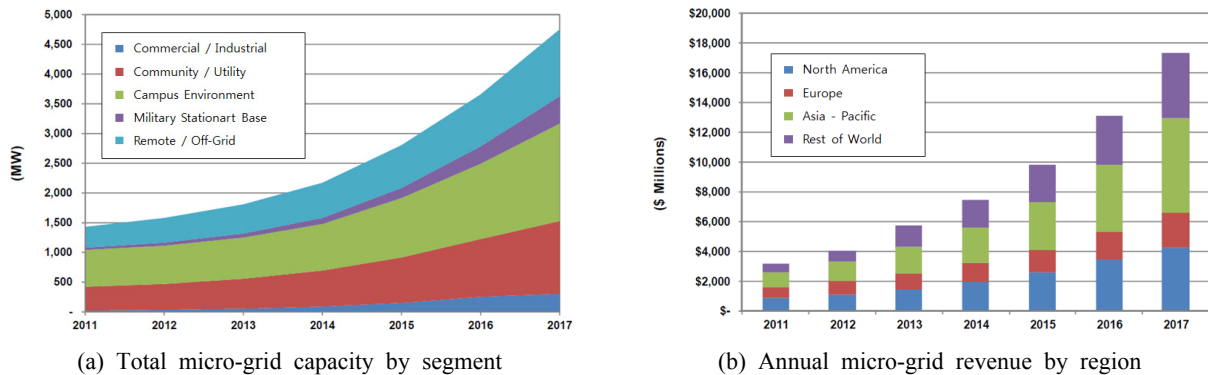 5,000
4,500
4,000
3,500
3,000
2,500
2,000
1,500
1,000
500
-
(MW)
Commercial / Industrial
Community / Utility
Campus Environment
Military Stationart Base
Remote / Off-Grid
2011 2012 2013 2014 2015 2016 2017
(a) Total micro-grid capacity by segment
$20,000
$18,000
$16,000
$14,000
$12,000
$10,000
$8,000
$6,000
$4,000
$2,000
$-
($ Millions)
North America
Europe
Asia - Pacific
Rest of World
2011 2012 2013 2014 2015 2016 2017
(b) Annual micro-grid revenue by region